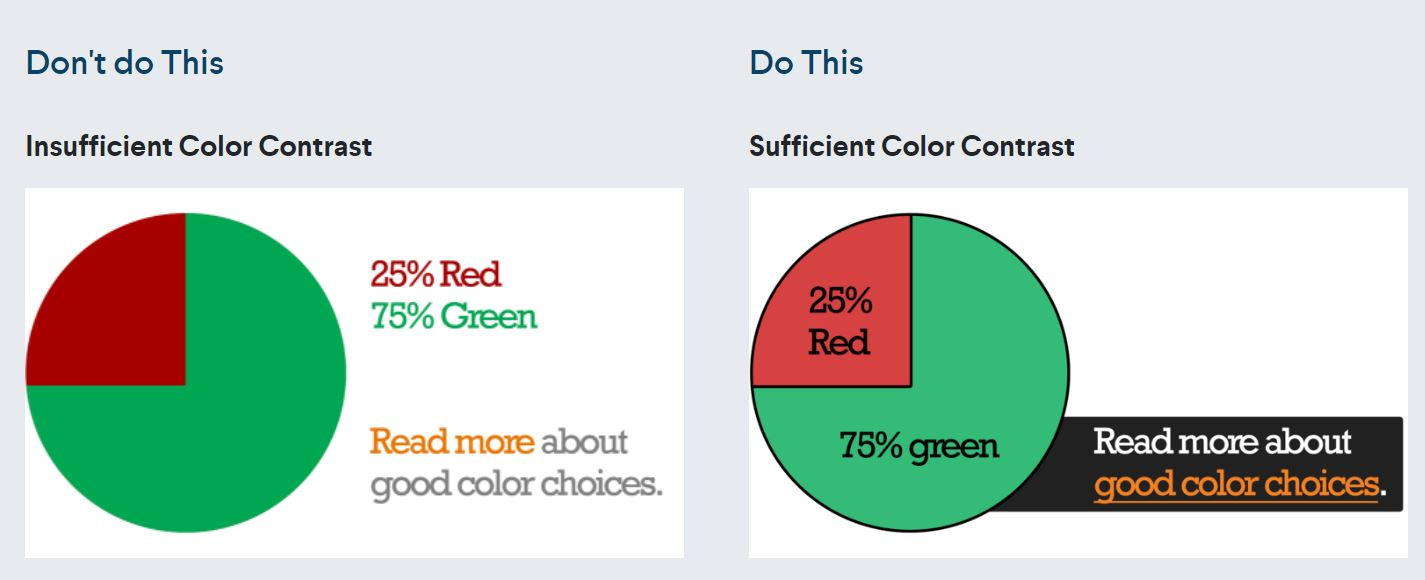 Don't do This
Insufficient Color Contrast
25% Red
75% Green
Read more about
good color choices.
Do This
Sufficient Color Contrast
25%
Red
75% green
Read more about
good color choices.